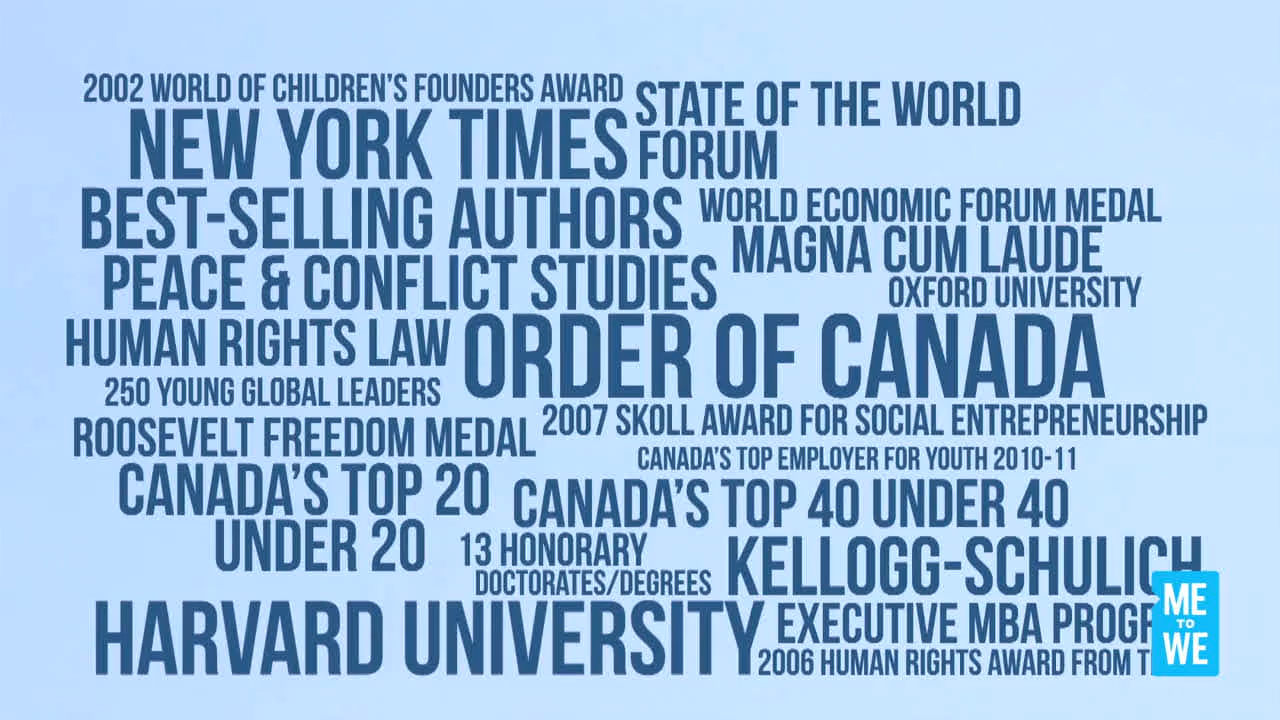 2002 WORLD OF CHILDREN'S FOUNDERS AWARD
STATE OF THE WORLD
FORUM
NEW YORK TIMES
BEST-SELLING AUTHORS
WORLD ECONOMIC FORUM MEDAL
MAGNA CUM LAUDE
PEACE & CONFLICT STUDIES
OXFORD UNIVERSITY
HUMAN RIGHTS LAW
ORDER OF CANADA
250 YOUNG GLOBAL LEADERS
2007 SKOLL AWARD FOR SOCIAL ENTREPRENEURSHIP
ROOSEVELT FREEDOM MEDAL
CANADA'S TOP EMPLOYER FOR YOUTH 2010-11
CANADA'S TOP 20
UNDER 20
CANADA'S TOP 40 UNDER 40
13 HONORARY
DOCTORATES/DEGREES
KELLOGG-SCHULICH
EXECUTIVE MBA
HARVARD UNIVERSITY
2006 HUMAN RIGHTS AWARD FROM
ME
TO
WE